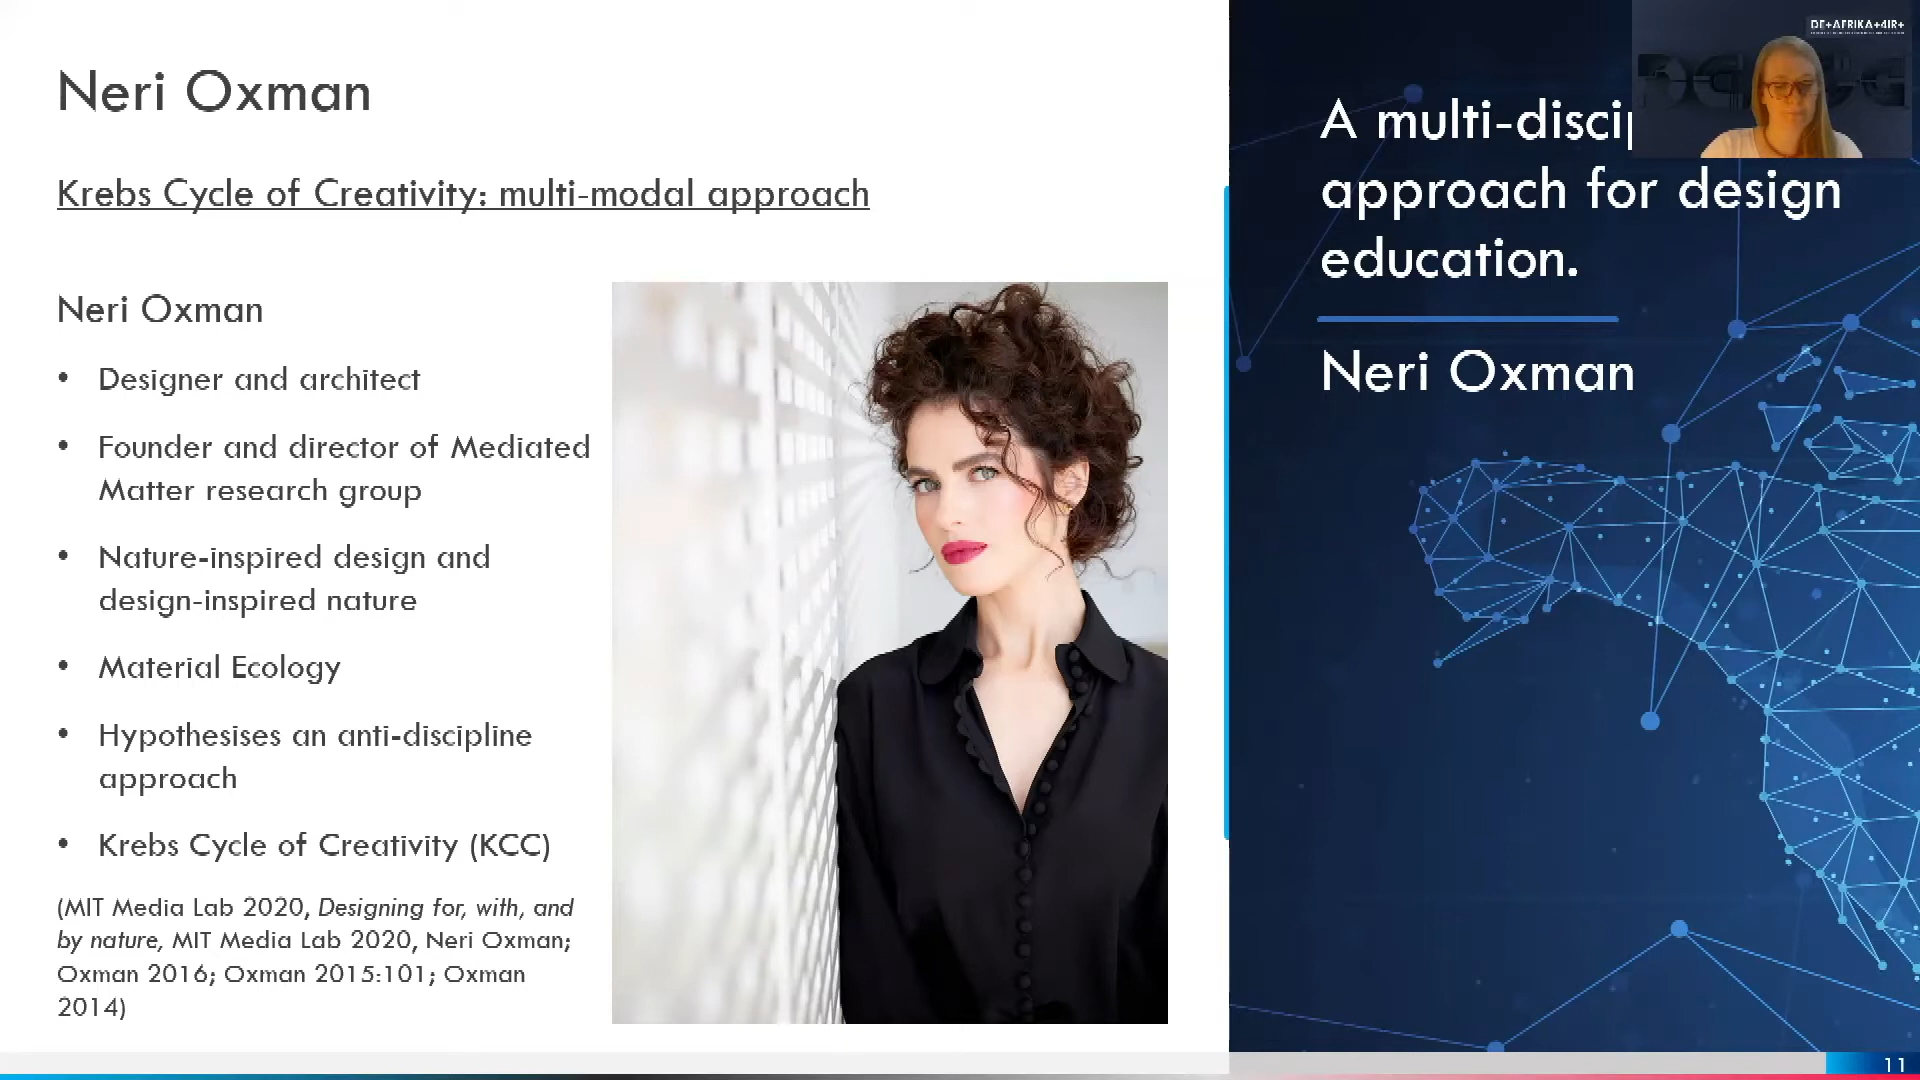 Neri Oxman
Krebs Cycle of Creativity: multi-modal approach
Neri Oxman
• Designer and architect
• Founder and director of Mediated
Matter research group
• Nature-inspired design and
design-inspired nature
• Material Ecology
• Hypothesises an anti-discipline
approach
• Krebs Cycle of Creativity (KCC)
(MIT Media Lab 2020, Designing for, with, and
by nature, MIT Media Lab 2020, Neri Oxman;
Oxman 2016; Oxman 2015:101; Oxman
2014)
A multi-discip
approach for design
education.
Neri Oxman
DE+AFRIKA+4IR+
11